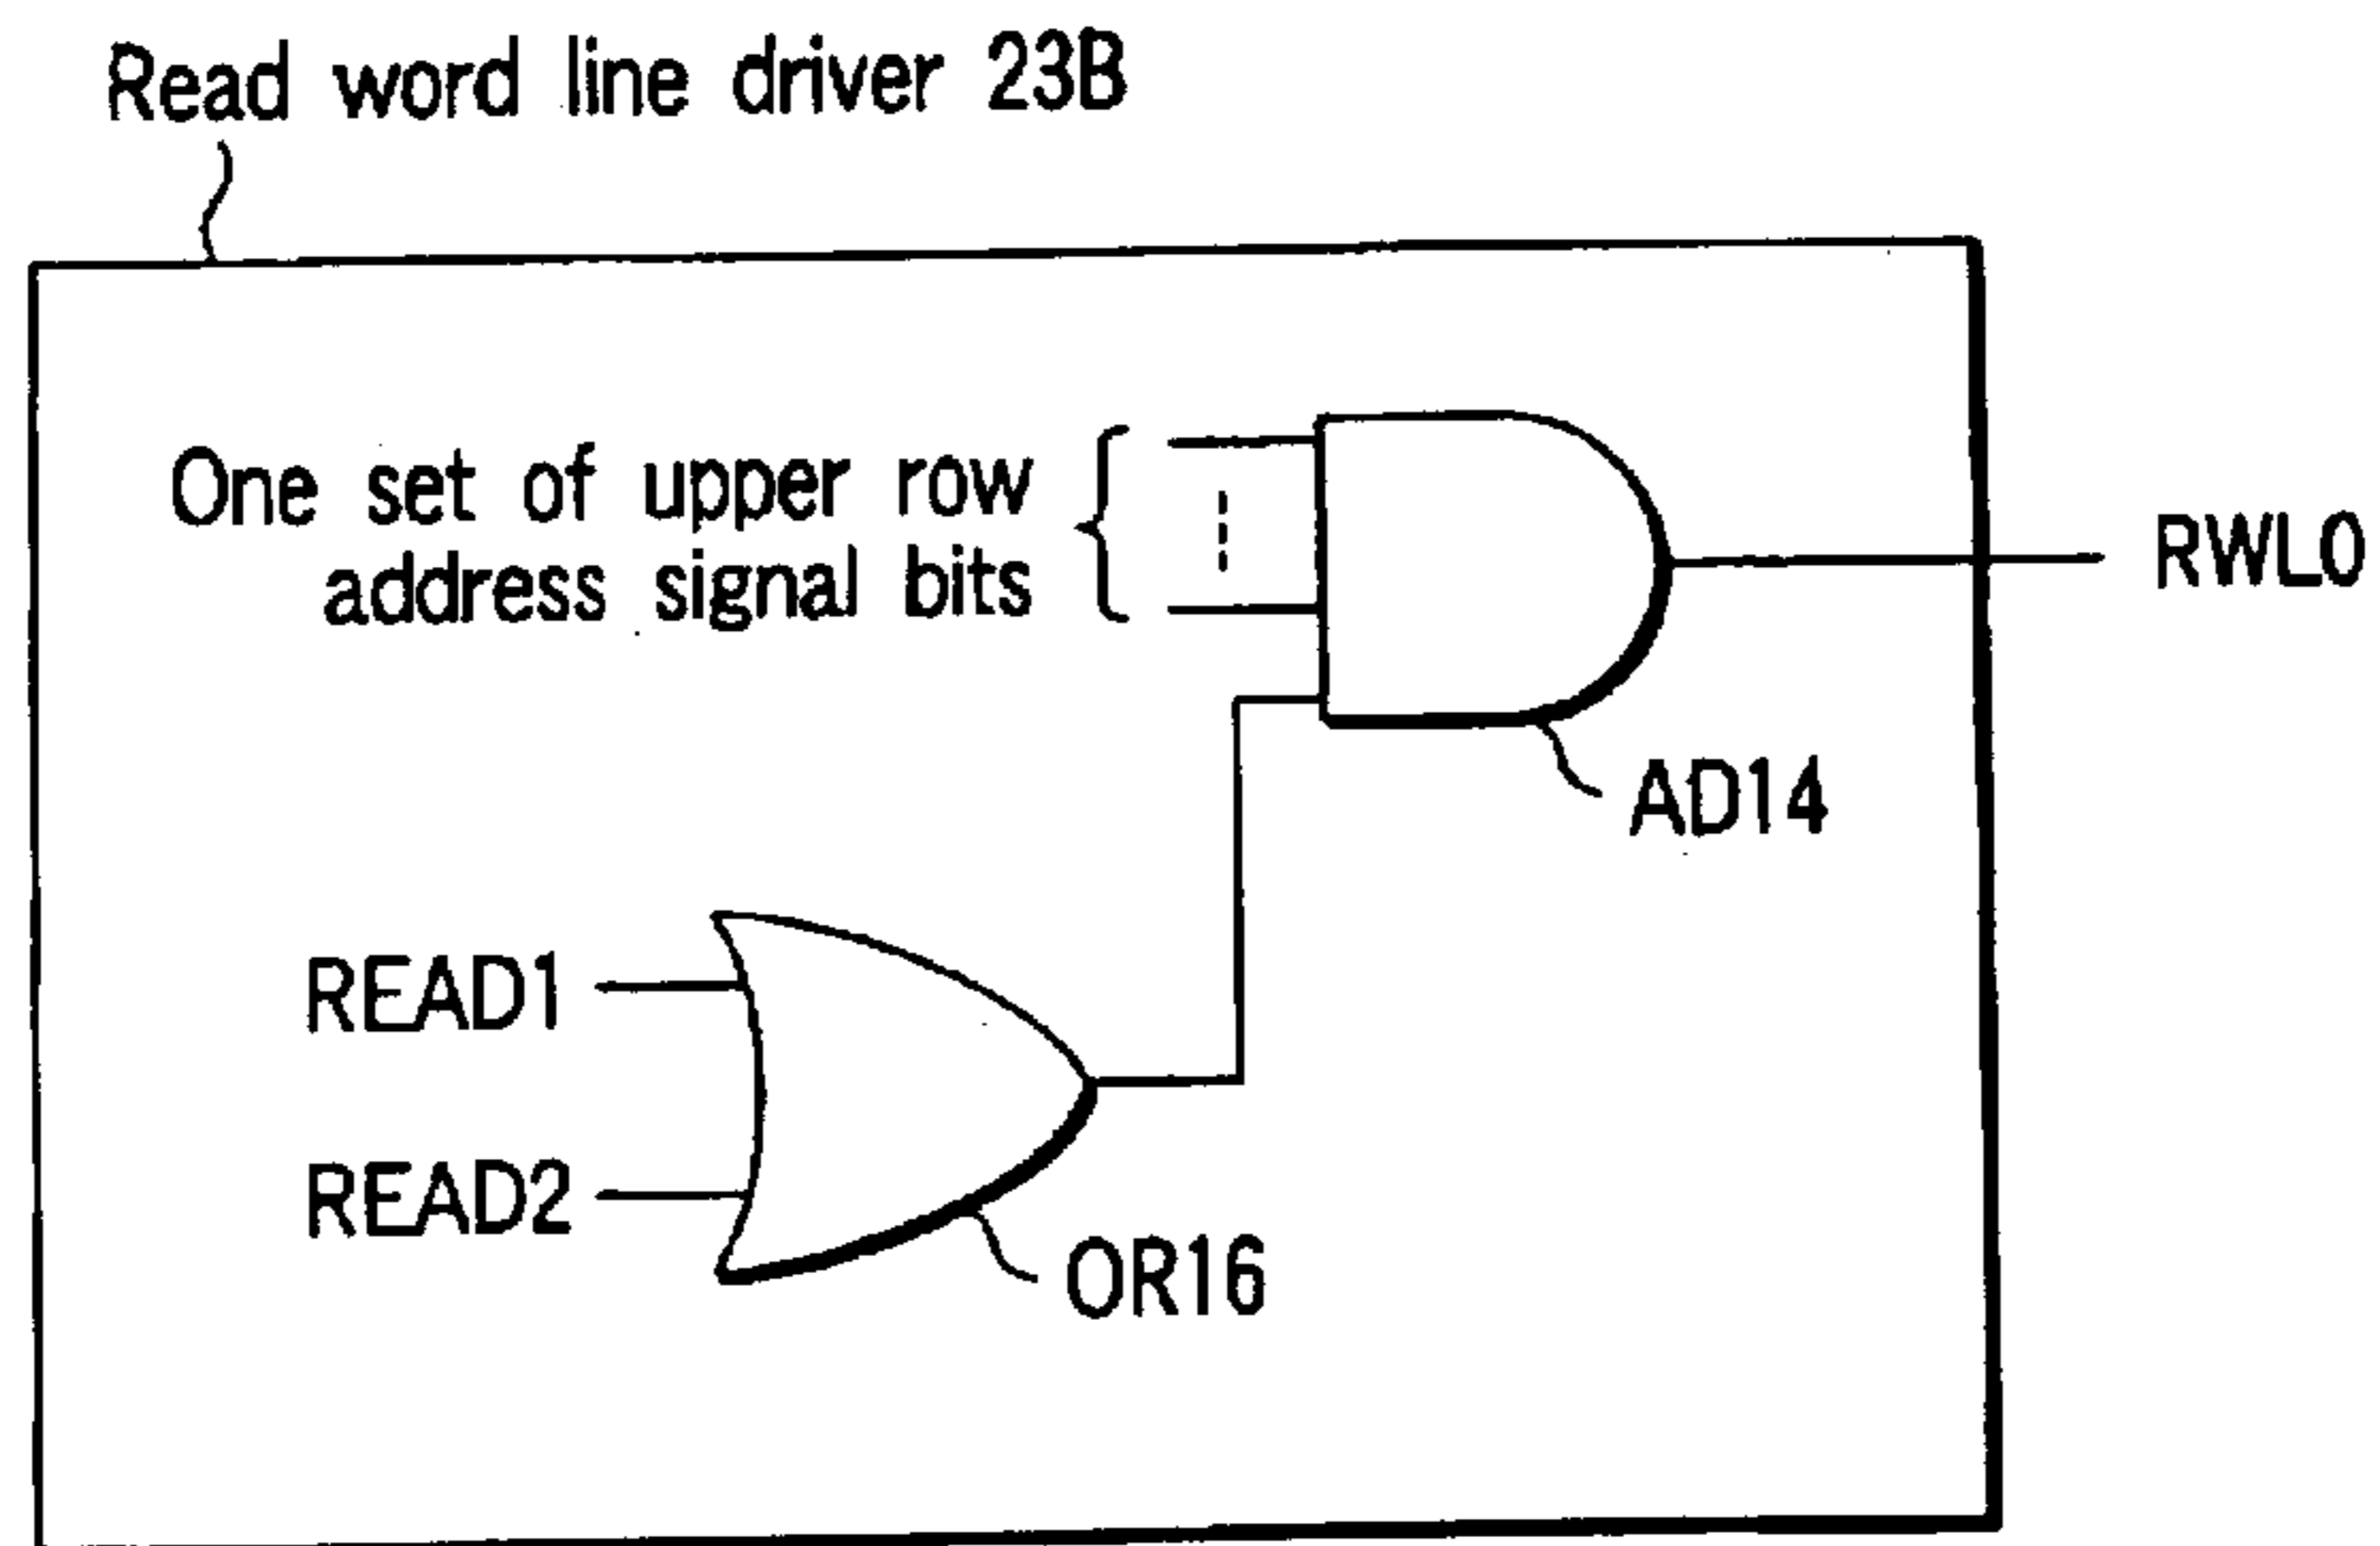 Read word line driver 23B
One set of upper row
address signal bits
RWL0
AD14
READ1
READ2
OR16